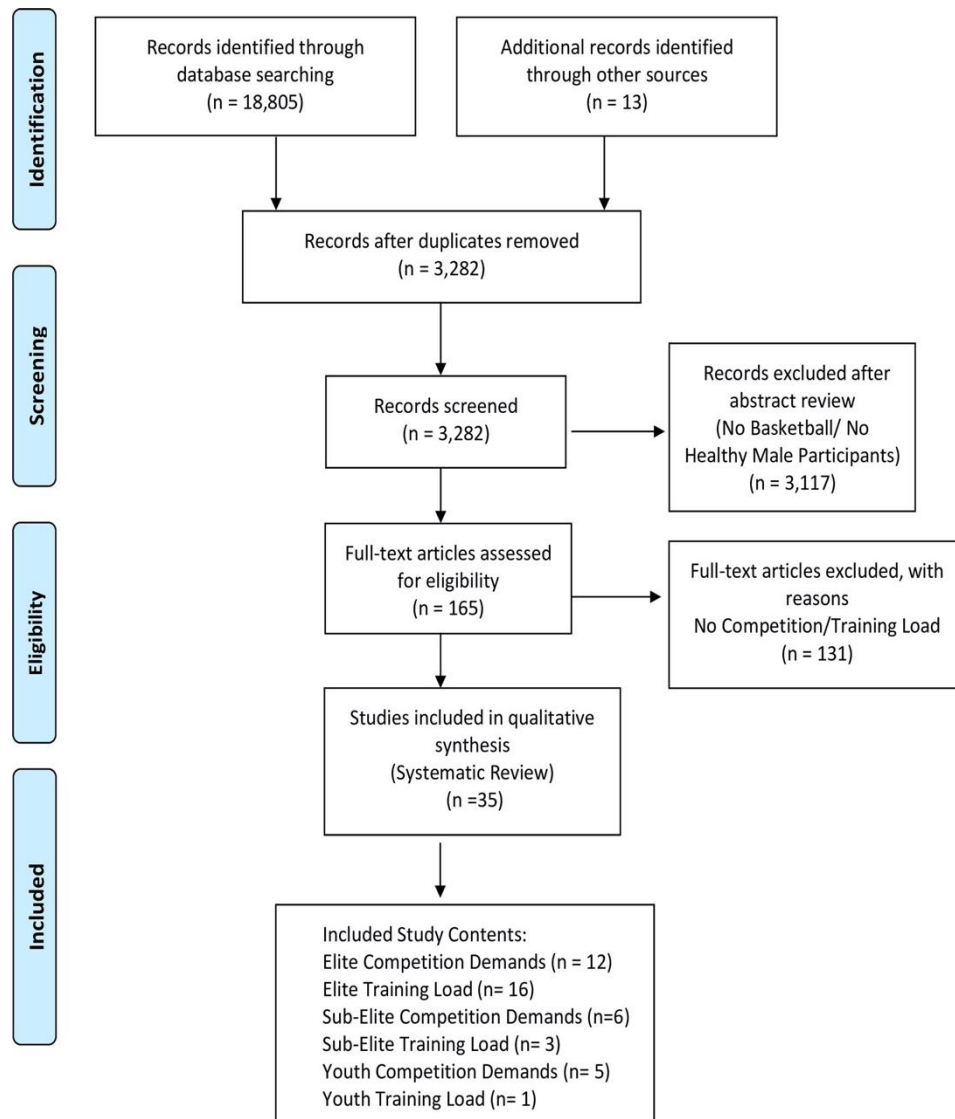 Identification
Records identified through
database searching
(n = 18,805)
Additional records identified
through other sources
(n = 13)
Records after duplicates removed
(n = 3,282)
Screening
Records screened
(n = 3,282)
Records excluded after
abstract review
(No Basketball/ No
Healthy Male Participants)
(n = 3,117)
Eligibility
Full-text articles assessed
for eligibility
(n = 165)
Full-text articles excluded, with
reasons
No Competition/Training Load
(n = 131)
Studies included in qualitative
synthesis
(Systematic Review)
(n =35)
Included
Included Study Contents:
Elite Competition Demands (n = 12)
Elite Training Load (n= 16)
Sub-Elite Competition Demands (n=6)
Sub-Elite Training Load (n= 3)
Youth Competition Demands (n= 5)
Youth Training Load (n= 1)